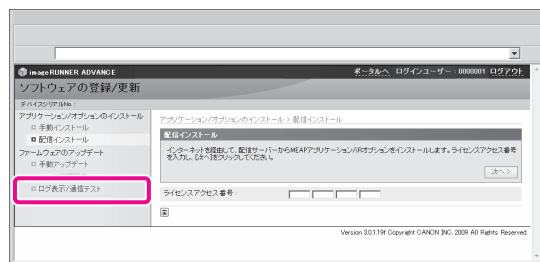 imageRUNNER ADVANCE
ポータルへ ログインユーザー : 0000001 ログアウト
ソフトウェアの登録/更新
デバイスシリアルNo. :
アプリケーション/オプションのインストール
手動インストール
配信インストール
ファームウェアのアップデート
手動アップデート
ログ表示/通信テスト
アプリケーション/オプションのインストール > 配信インストール
配信インストール
インターネットを経由して、配信サーバーからMEAPアプリケーション/iRオプションをインストールします。ライセンスアクセス番号
を入力し、[次へ]をクリックしてください。
次へ >
ライセンスアクセス番号 :
Version 3.0.1.19f Copyright CANON INC. 2009 All Rights Reserved